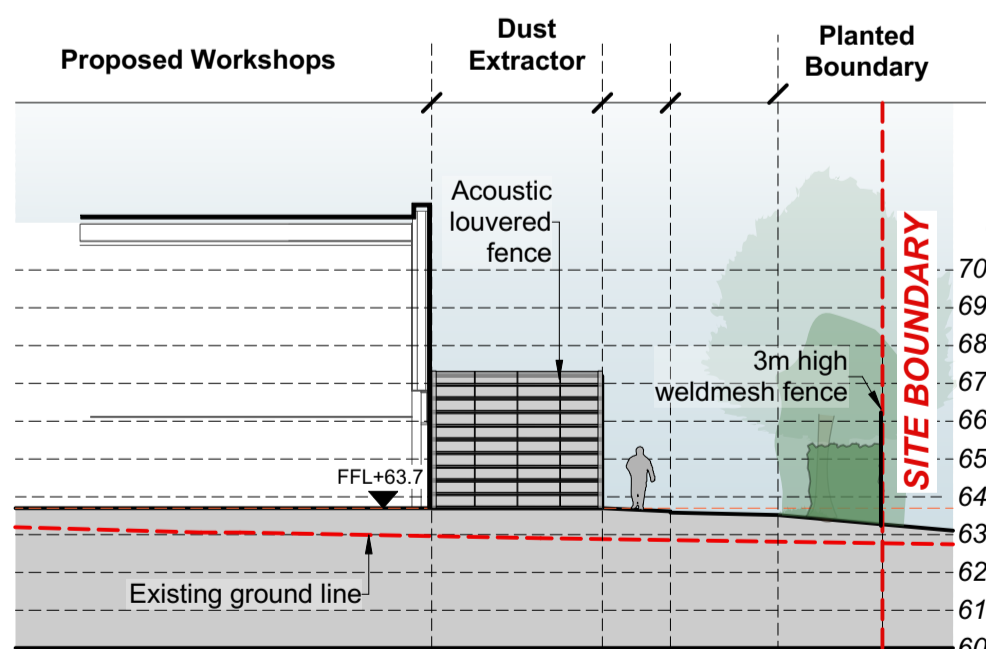 Proposed Workshops
Dust
Extractor
Planted
Boundary
Acoustic
louvered
fence
3m high
weldmesh fence
SITE BOUNDARY
FFL+63.7
Existing ground line
70
69
68
67
66
65
64
63
62
61
60